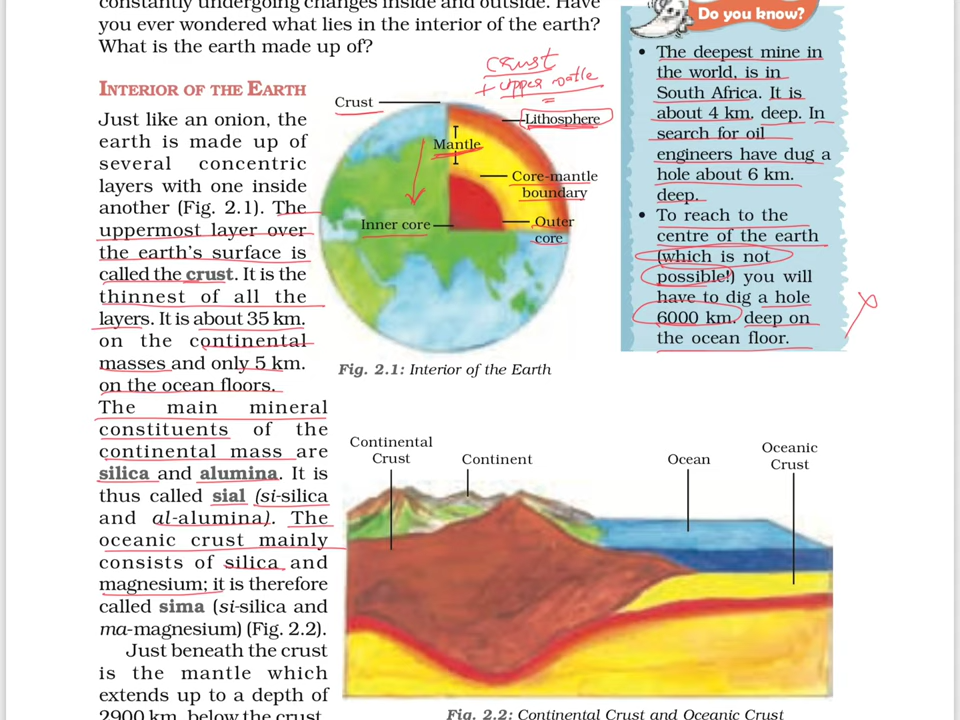 constantly undergoing changes inside and outside. Have
you ever wondered what lies in the interior of the earth?
What is the earth made up of?
INTERIOR OF THE EARTH
Just like an onion, the
earth is made up of
several concentric
layers with one inside
another (Fig. 2.1). The
uppermost layer over
the earth's surface is
called the crust. It is the
thinnest of all the
layers. It is about 35 km.
on the continental
masses and only 5 km.
on the ocean floors.
The main mineral
constituents of the
continental mass are
silica and alumina. It is
thus called sial (si-silica
and al-alumina). The
oceanic crust mainly
consists of silica and
magnesium; it is therefore
called sima (si-silica and
ma-magnesium) (Fig. 2.2).
Just beneath the crust
is the mantle which
extends up to a depth of
2900 km. below the crust.
crust
+ upper
Crust
Lithosphere
Mantle
Core-mantle
boundary
Inner core
Outer
core
Fig. 2.1: Interior of the Earth
Continental
Crust
Continent
Ocean
Oceanic
Crust
Fig. 2.2: Continental Crust and Oceanic Crust
Do you know?
• The deepest mine in
the world, is in
South Africa. It is
about 4 km. deep. In
search for oil
engineers have dug a
hole about 6 km.
deep.
• To reach to the
centre of the earth
(which is not
possible!) you will
have to dig a hole
6000 km. deep on
the ocean floor.